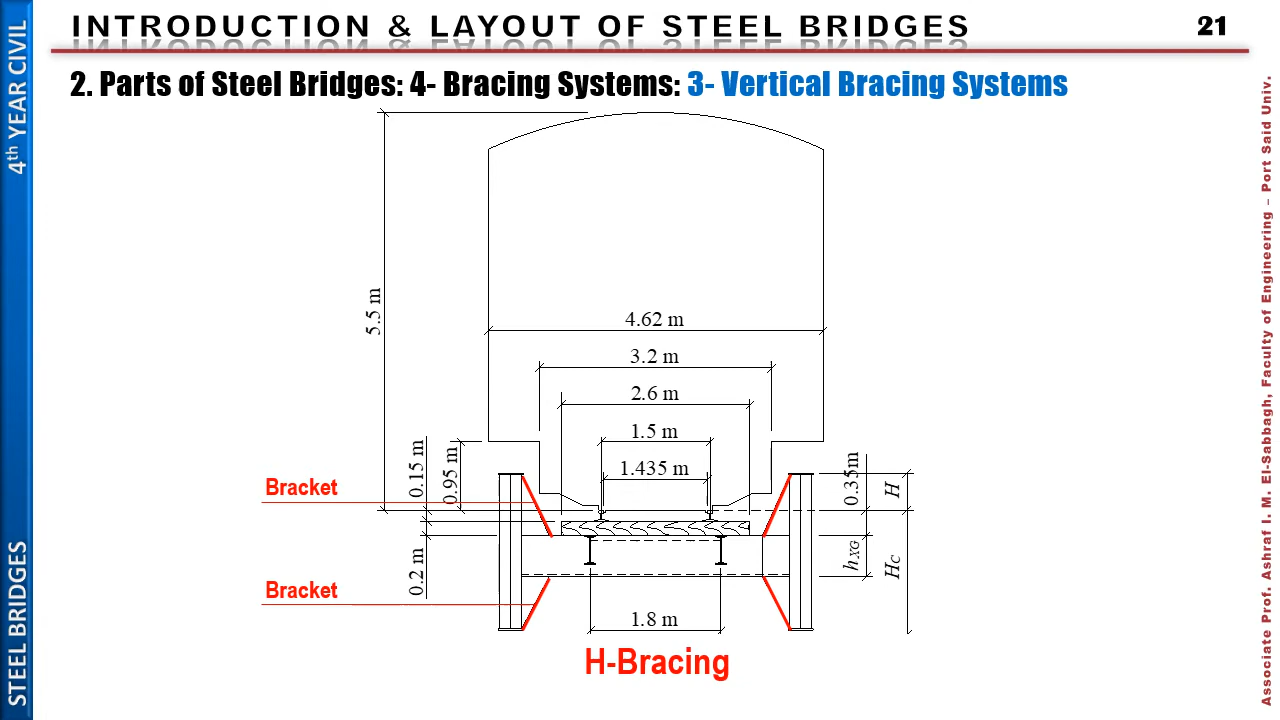 INTRODUCTION & LAYOUT OF STEEL BRIDGES
21
2. Parts of Steel Bridges: 4- Bracing Systems: 3- Vertical Bracing Systems
4th YEAR CIVIL
STEEL BRIDGES
Associate Prof. Ashraf I. M. El-Sabbagh, Faculty of Engineering – Port Said Univ.
5.5 m
4.62 m
3.2 m
2.6 m
1.5 m
1.435 m
0.15 m
0.95 m
0.35m
H
Bracket
hXG
HC
0.2 m
Bracket
1.8 m
H-Bracing